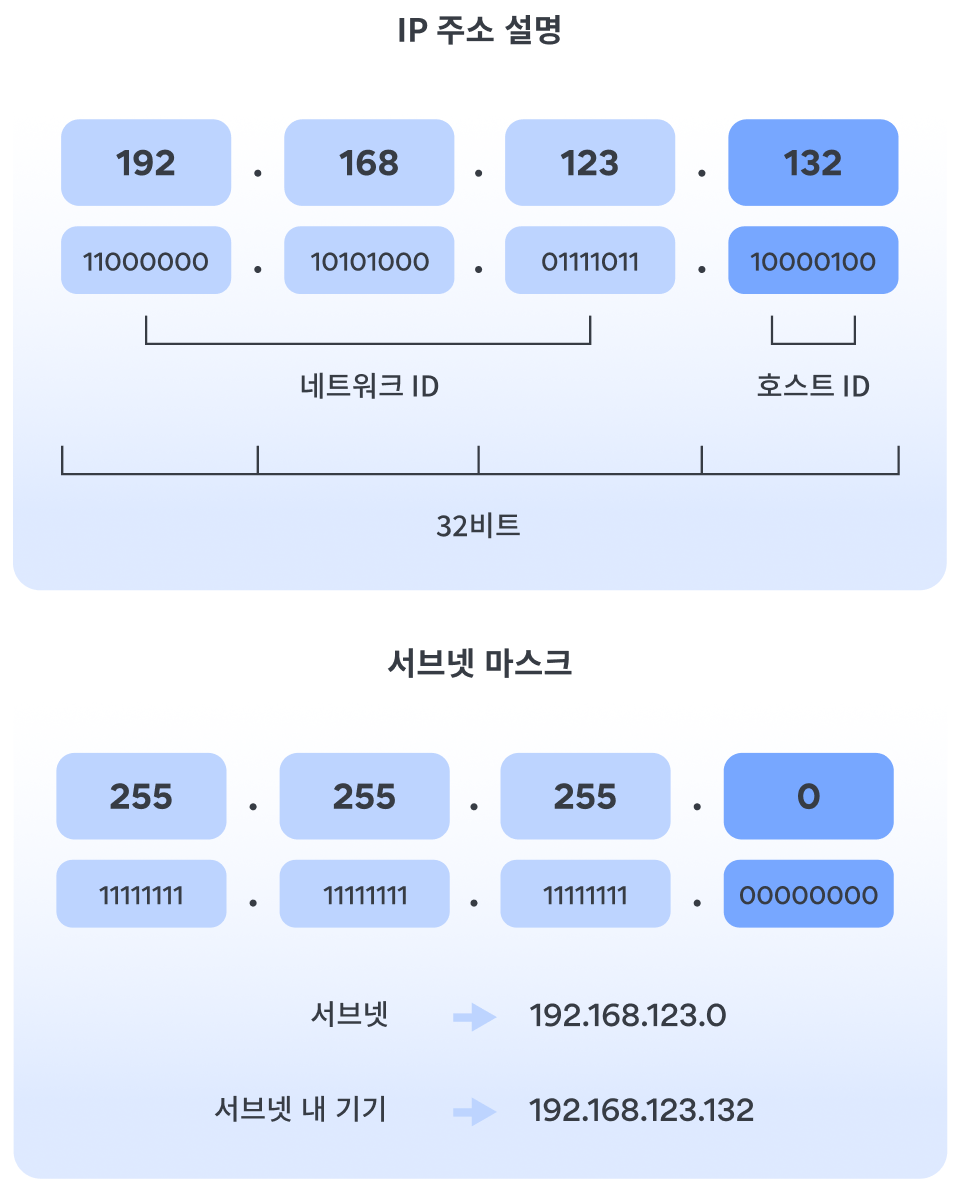 IP 주소 설명
192 . 168 . 123 . 132
11000000 . 10101000 . 01111011 . 10000100
네트워크 ID 호스트 ID
32비트
서브넷 마스크
255 . 255 . 255 . 0
11111111 . 11111111 . 11111111 . 00000000
서브넷 192.168.123.0
서브넷 내 기기 192.168.123.132